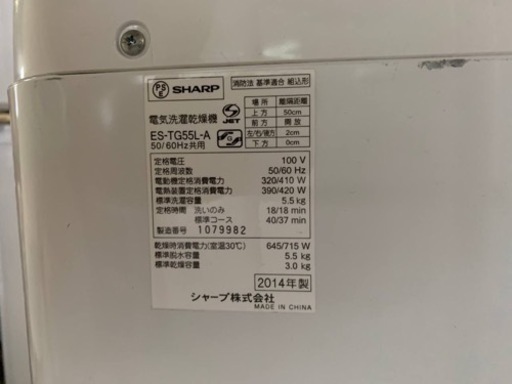 PS E SHARP
消防法 基準適合 組込形
電気洗濯乾燥機 S JET
ES-TG55L-A
50/60Hz共用
場所 離隔距離
上方 50cm
前方 開放
左右/後方 2cm
下方 0cm
定格電圧 100 V
定格周波数 50/60 Hz
電動機定格消費電力 320/410 W
電熱装置定格消費電力 390/420 W
標準洗濯容量 5.5 kg
定格時間 洗いのみ 18/18 min
標準コース 40/37 min
製造番号 1079982
乾燥時消費電力(室温30℃) 645/715 W
標準脱水容量 5.5 kg
標準乾燥容量 3.0 kg
2014年製
シャープ株式会社
MADE IN CHINA